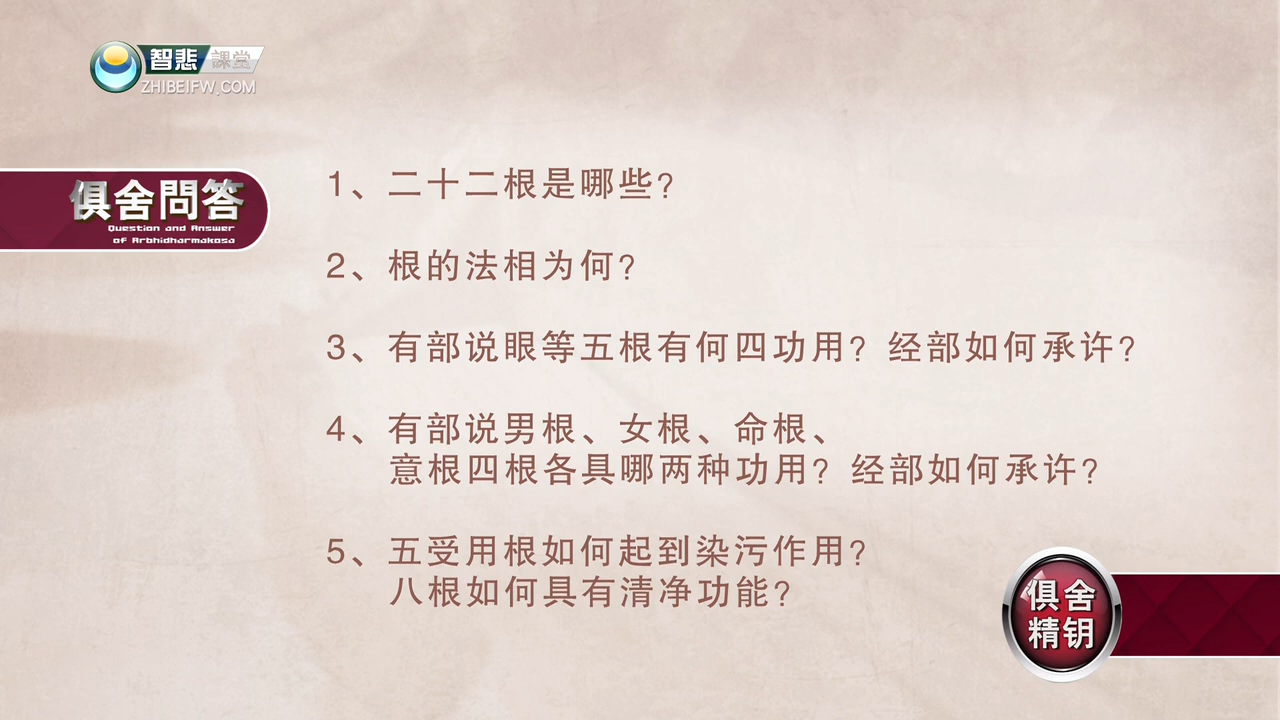 智悲課堂
ZHIBEIFW.COM
俱舍問答
Question and Answer
of Arbhidharmakosa
1、二十二根是哪些?
2、根的法相为何?
3、有部说眼等五根有何四功用? 经部如何承许?
4、有部说男根、女根、命根、
意根四根各具哪两种功用? 经部如何承许?
5、五受用根如何起到染污作用?
八根如何具有清净功能?
俱舍
精钥